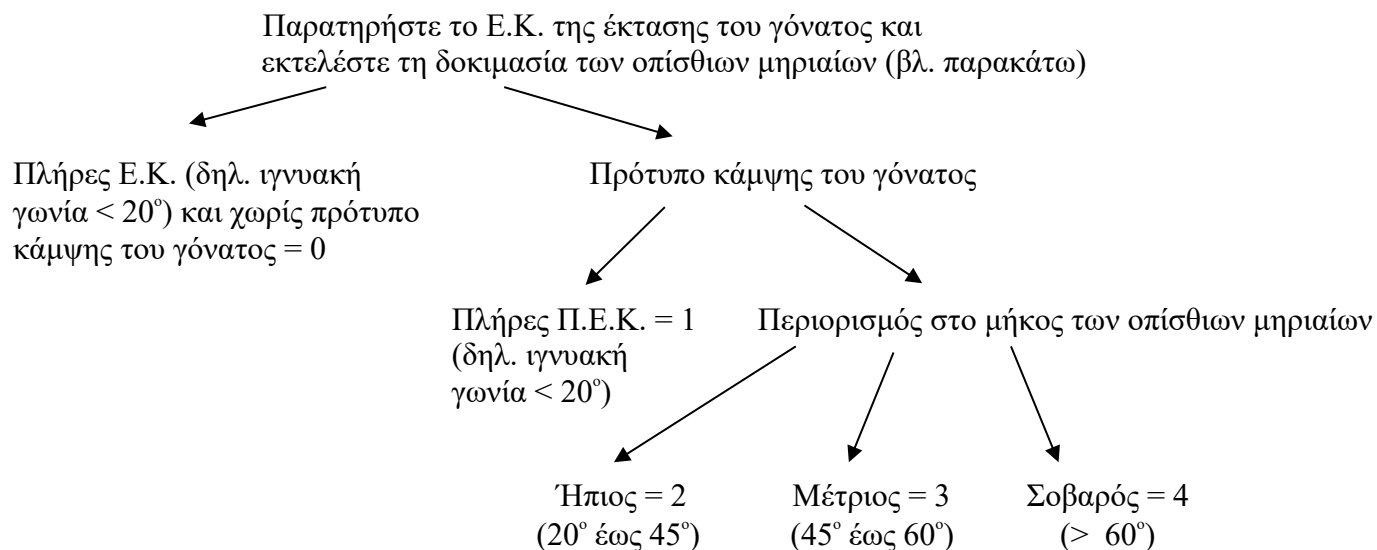 Παρατηρήστε το Ε.Κ. της έκτασης του γόνατος και
εκτελέστε τη δοκιμασία των οπίσθιων μηριαίων (βλ. παρακάτω)
Πλήρες Ε.Κ. (δηλ. ιγνυακή
γωνία < 20°) και χωρίς πρότυπο
κάμψης του γόνατος = 0
Πρότυπο κάμψης του γόνατος
Πλήρες Π.Ε.Κ. = 1
(δηλ. ιγνυακή
γωνία < 20°)
Περιορισμός στο μήκος των οπίσθιων μηριαίων
Ήπιος = 2
(20° έως 45°)
Μέτριος = 3
(45° έως 60°)
Σοβαρός = 4
(> 60°)